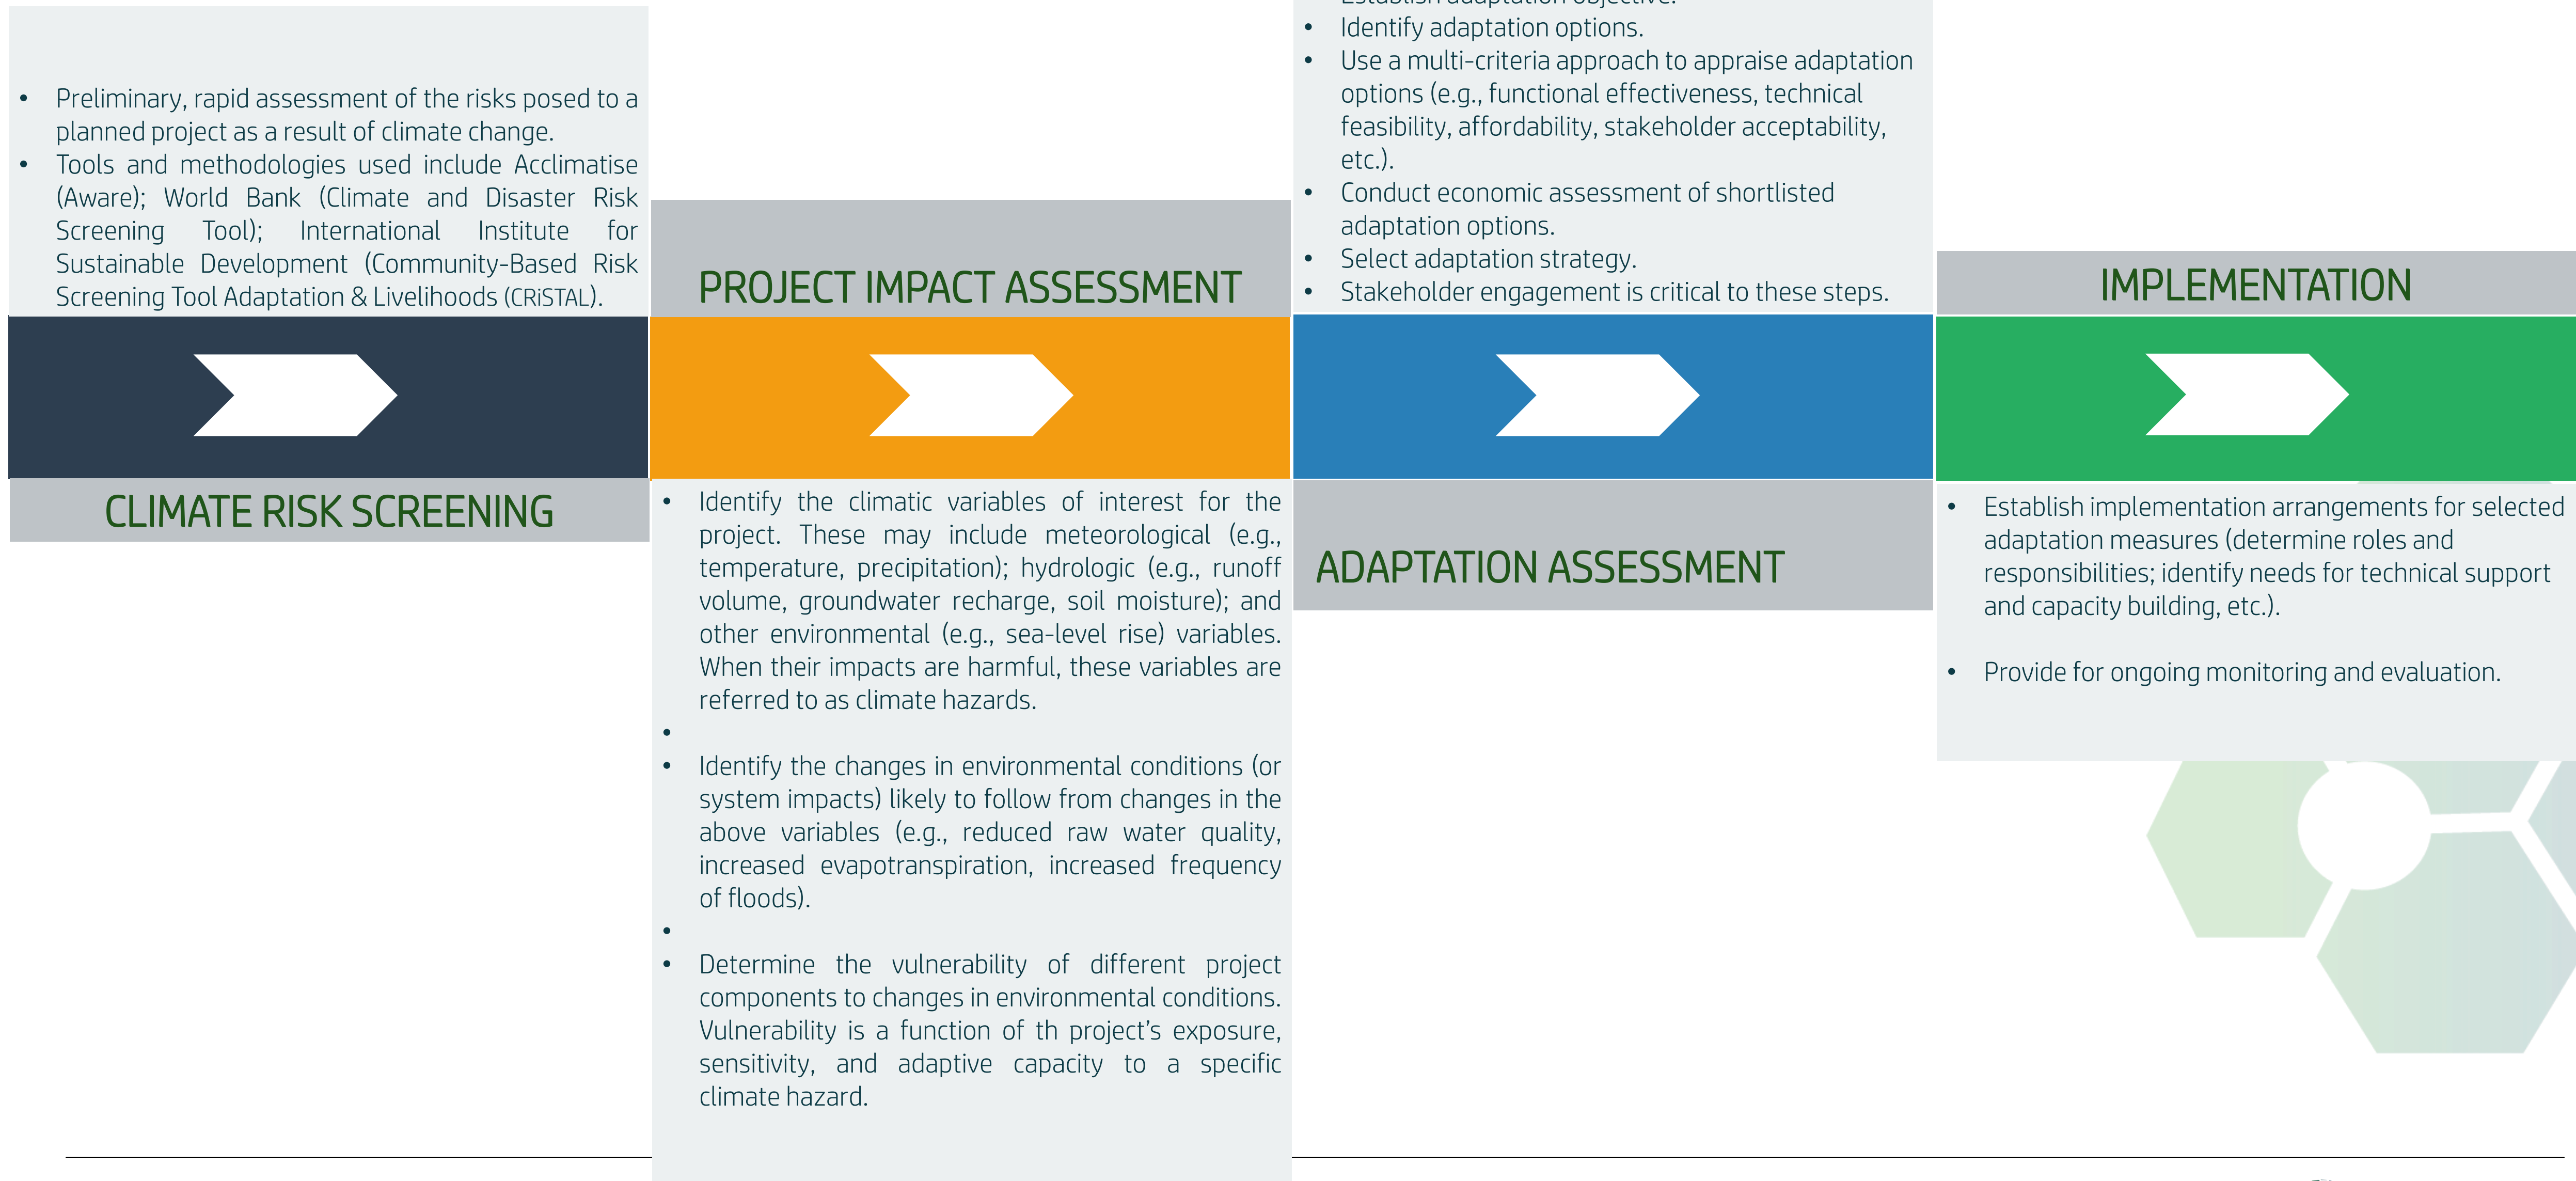 • Preliminary, rapid assessment of the risks posed to a
planned project as a result of climate change.
• Tools and methodologies used include Acclimatise
(Aware); World Bank (Climate and Disaster Risk
Screening Tool); International Institute for
Sustainable Development (Community-Based Risk
Screening Tool Adaptation & Livelihoods (CRiSTAL).
CLIMATE RISK SCREENING
PROJECT IMPACT ASSESSMENT
• Identify the climatic variables of interest for the
project. These may include meteorological (e.g.,
temperature, precipitation); hydrologic (e.g., runoff
volume, groundwater recharge, soil moisture); and
other environmental (e.g., sea-level rise) variables.
When their impacts are harmful, these variables are
referred to as climate hazards.
•
• Identify the changes in environmental conditions (or
system impacts) likely to follow from changes in the
above variables (e.g., reduced raw water quality,
increased evapotranspiration, increased frequency
of floods).
•
• Determine the vulnerability of different project
components to changes in environmental conditions.
Vulnerability is a function of th project’s exposure,
sensitivity, and adaptive capacity to a specific
climate hazard.
Establish adaptation objective.
• Identify adaptation options.
• Use a multi-criteria approach to appraise adaptation
options (e.g., functional effectiveness, technical
feasibility, affordability, stakeholder acceptability,
etc.).
• Conduct economic assessment of shortlisted
adaptation options.
• Select adaptation strategy.
• Stakeholder engagement is critical to these steps.
ADAPTATION ASSESSMENT
IMPLEMENTATION
• Establish implementation arrangements for selected
adaptation measures (determine roles and
responsibilities; identify needs for technical support
and capacity building, etc.).
• Provide for ongoing monitoring and evaluation.